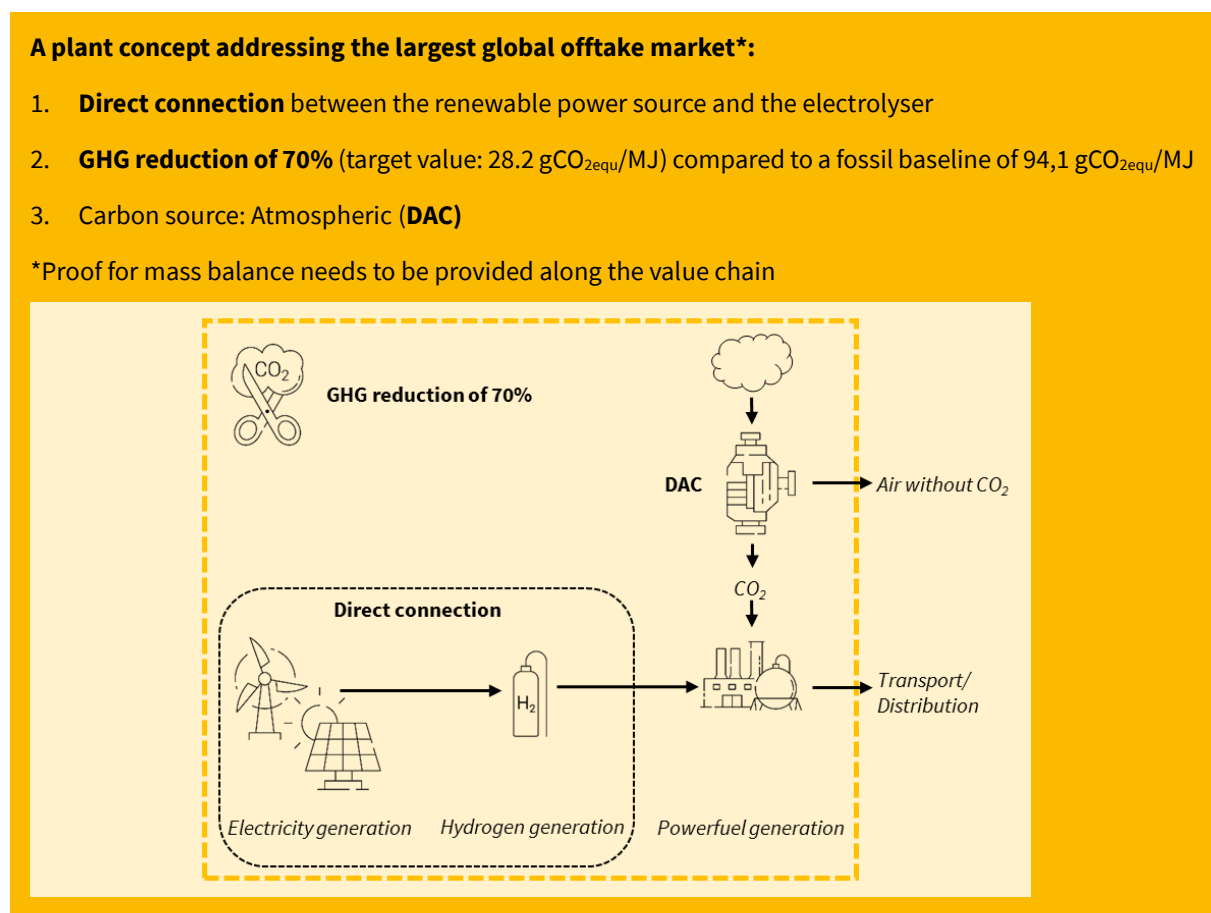 A plant concept addressing the largest global offtake market*:
1. Direct connection between the renewable power source and the electrolyser
2. GHG reduction of 70% (target value: 28.2 gCO2equ/MJ) compared to a fossil baseline of 94,1 gCO2equ/MJ
3. Carbon source: Atmospheric (DAC)
*Proof for mass balance needs to be provided along the value chain
CO2
GHG reduction of 70%
DAC
Air without CO2
CO2
Direct connection
H2
Transport/
Distribution
Electricity generation
Hydrogen generation
Powerfuel generation